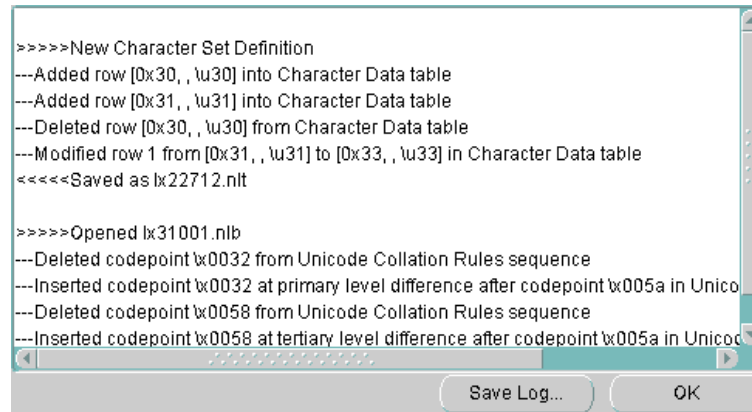 >>>>>New Character Set Definition
---Added row [0x30, , \u30] into Character Data table
---Added row [0x31, , \u31] into Character Data table
---Deleted row [0x30, , \u30] from Character Data table
---Modified row 1 from [0x31, , \u31] to [0x33, , \u33] in Character Data table
<<<<<Saved as lx22712.nlt
>>>>>Opened lx31001.nlb
---Deleted codepoint \x0032 from Unicode Collation Rules sequence
---Inserted codepoint \x0032 at primary level difference after codepoint \x005a in Unico
---Deleted codepoint \x0058 from Unicode Collation Rules sequence
---Inserted codepoint \x0058 at tertiary level difference after codepoint \x005a in Unicod
Save Log... OK